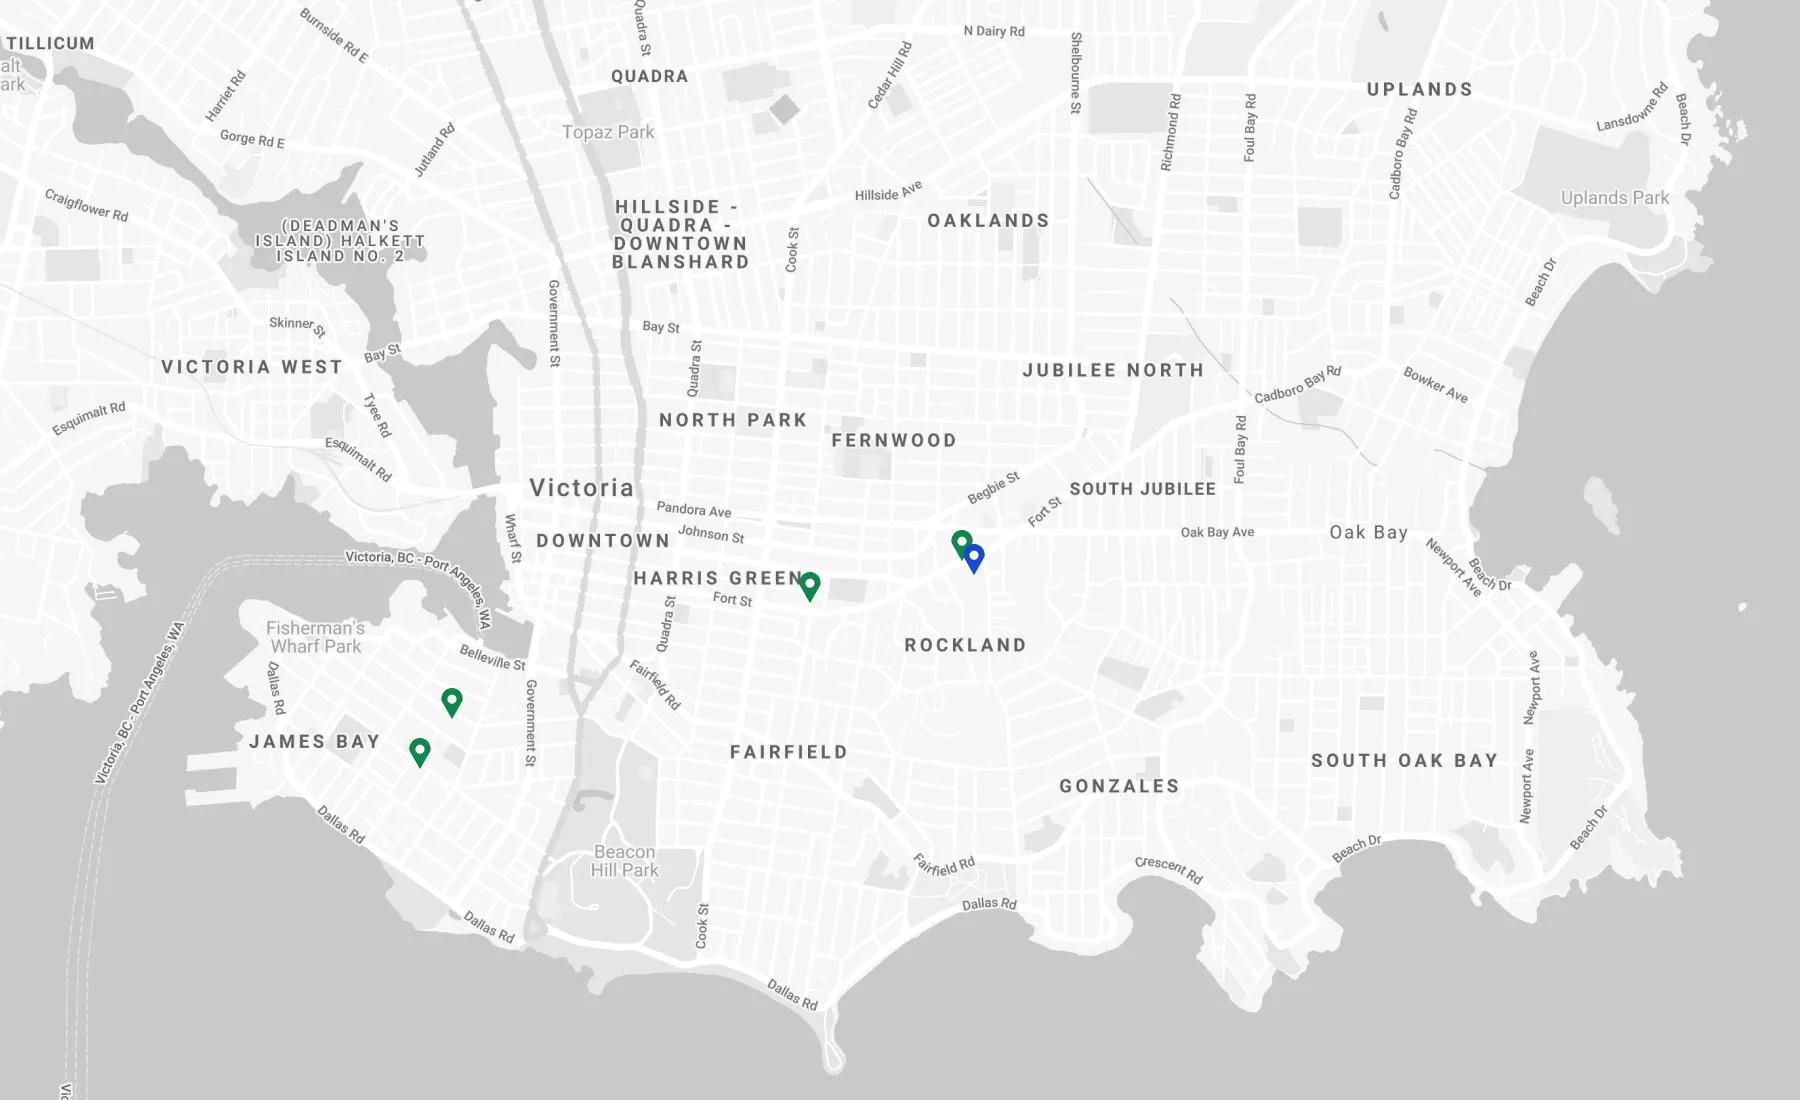 N Dairy Rd
Burnside Rd E
Quadra St
TILLICUM
alt
ark
QUADRA
Cedar Hill Rd
Shelbourne St
UPLANDS
Harriet Rd
Lansdowne Rd
Beach Dr
Topaz Park
Gorge Rd E
Jutland Rd
Richmond Rd
Foul Bay Rd
Cadboro Bay Rd
Hillside Ave
Uplands Park
Craigflower Rd
HILLSIDE -
QUADRA -
DOWNTOWN
BLANSHARD
OAKLANDS
(DEADMAN'S
ISLAND) HALKETT
ISLAND NO. 2
Cook St
Beach Dr
Government St
Skinner St
Bay St
Bay St
VICTORIA WEST
Quadra St
JUBILEE NORTH
Cadboro Bay Rd
Bowker Ave
Esquimalt Rd
Tyee Rd
NORTH PARK
FERNWOOD
Esquimalt Rd
Foul Bay Rd
Victoria
Begbie St
SOUTH JUBILEE
Pandora Ave
Fort St
Wharf St
DOWNTOWN
Johnson St
Oak Bay Ave
Oak Bay
Victoria, BC - Port Angeles, WA
Newport Ave
Beach Dr
HARRIS GREEN
Fort St
Quadra St
Fisherman's
Wharf Park
Victoria, BC - Port Angeles, WA
Belleville St
ROCKLAND
Dallas Rd
Fairfield Rd
Government St
Newport Ave
JAMES BAY
FAIRFIELD
SOUTH OAK BAY
GONZALES
Newport Ave
Dallas Rd
Beach Dr
Beach Dr
Beacon
Hill Park
Fairfield Rd
Crescent Rd
Dallas Rd
Cook St
Dallas Rd
Dallas Rd
Vic